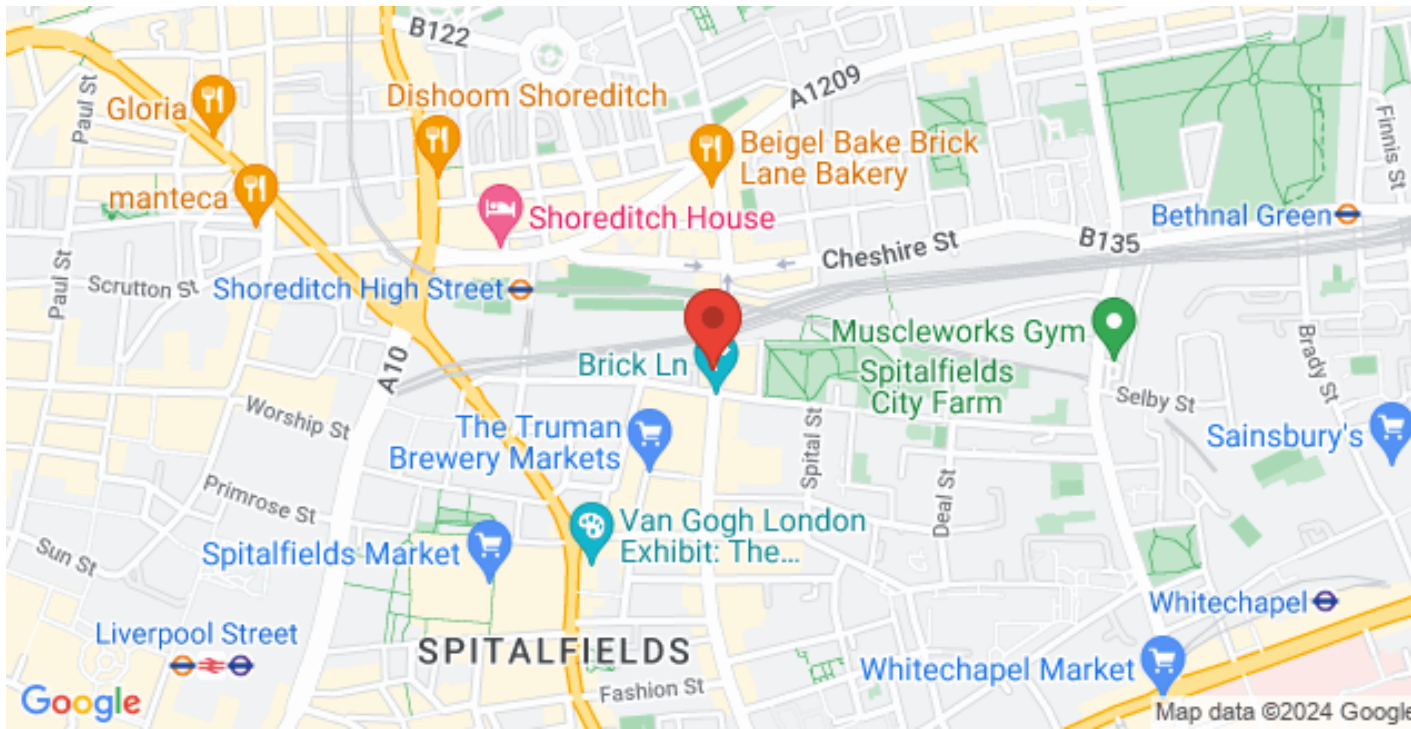 B122
Paul St
Gloria
Dishoom Shoreditch
A1209
Finnis St
Beigel Bake Brick
Lane Bakery
manteca
Shoreditch House
Bethnal Green
B135
Cheshire St
Paul St
Scrutton St
Shoreditch High Street
Muscleworks Gym
Brady St
A10
Brick Ln
Spitalfields
City Farm
Selby St
Worship St
The Truman
Brewery Markets
Spital St
Sainsbury's
Primrose St
Deal St
Van Gogh London
Exhibit: The...
Sun St
Spitalfields Market
Whitechapel
Liverpool Street
SPITALFIELDS
Whitechapel Market
Fashion St
Google
Map data ©2024 Google